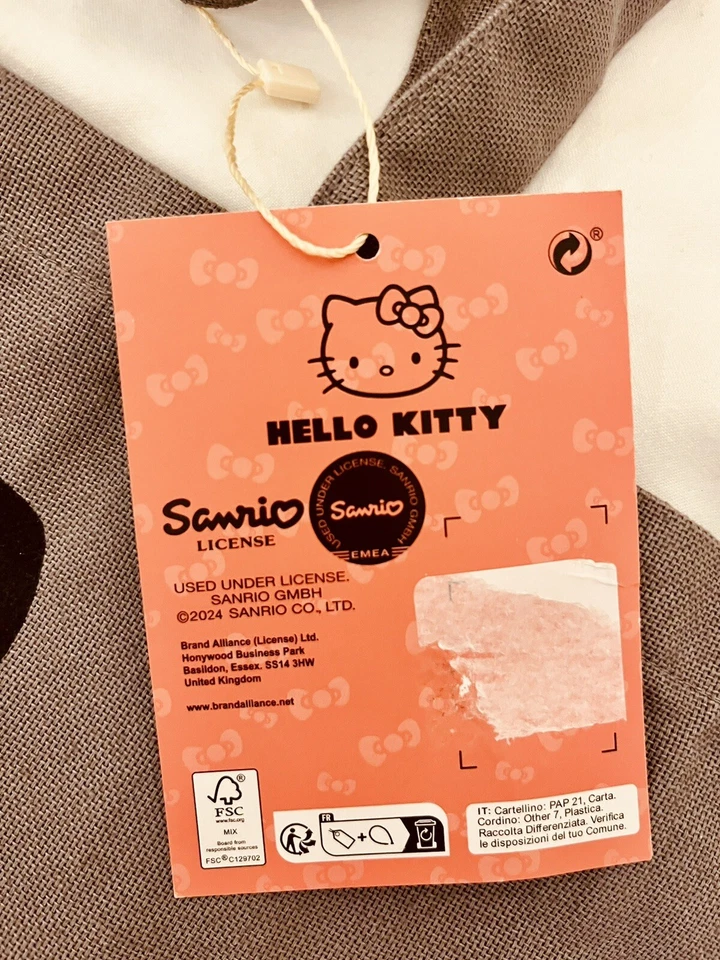 ®
HELLO KITTY
Sanrio
LICENSE
USED UNDER LICENSE. SANRIO GMBH
Sanrio
EMEA
USED UNDER LICENSE.
SANRIO GMBH
©2024 SANRIO CO., LTD.
Brand Alliance (License) Ltd.
Honywood Business Park
Basildon, Essex. SS14 3HW
United Kingdom
www.brandalliance.net
®
FSC
www.fsc.org
MIX
Board from
responsible sources
FSC® C129702
FR
+
IT: Cartellino: PAP 21, Carta.
Cordino: Other 7, Plastica.
Raccolta Differenziata. Verifica
le disposizioni del tuo Comune.